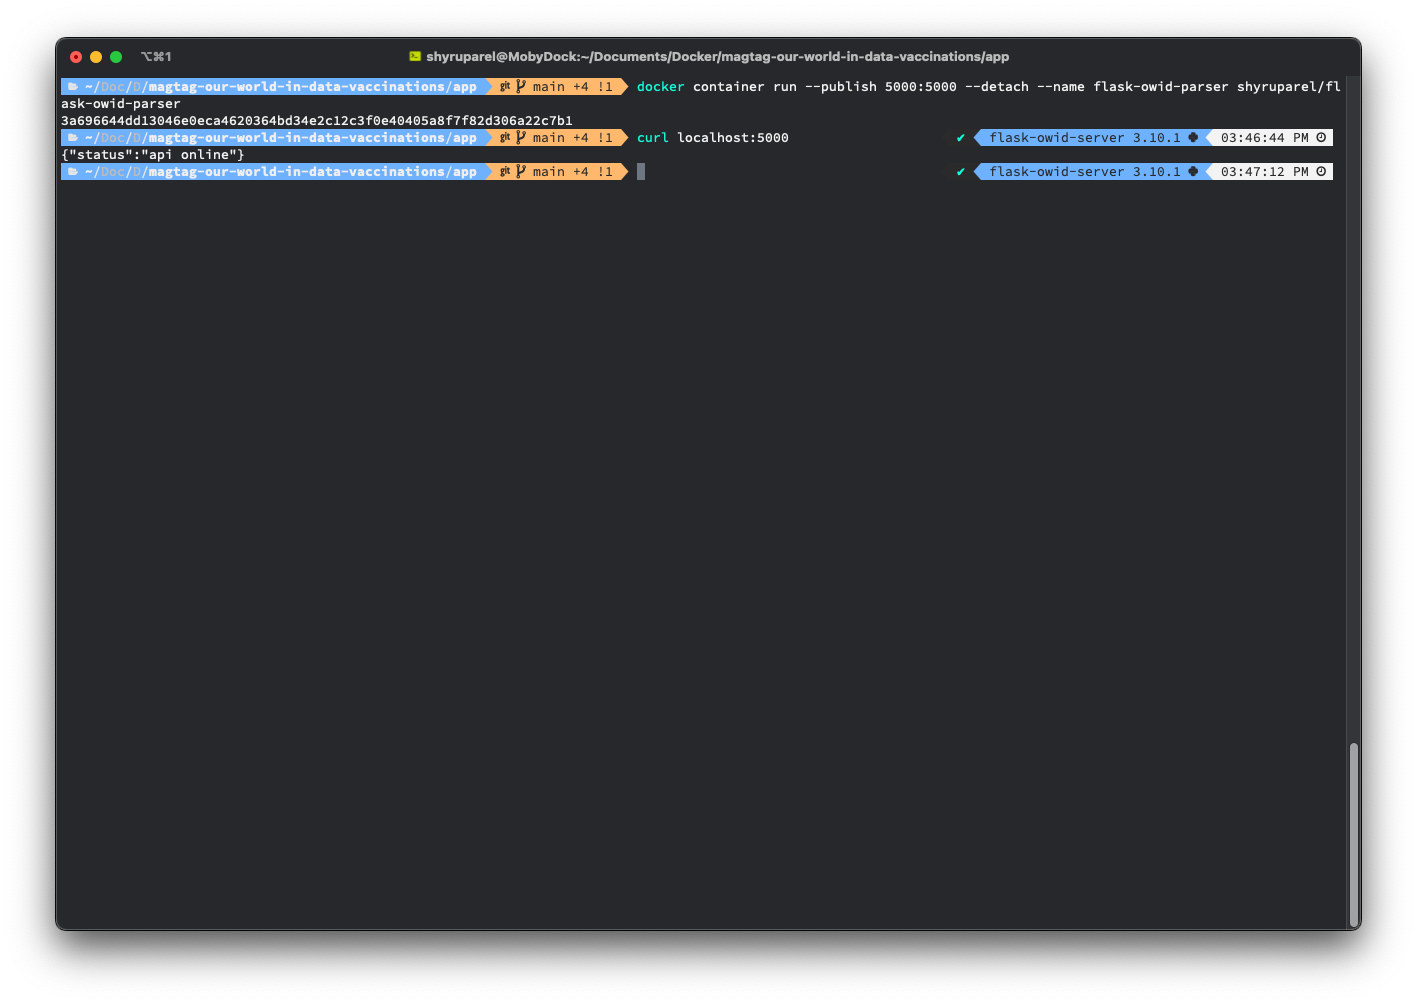 ⌥⌘1 shyruparel@MobyDock:~/Documents/Docker/magtag-our-world-in-data-vaccinations/app
~/Doc/D/magtag-our-world-in-data-vaccinations/app git main +4 !1 docker container run --publish 5000:5000 --detach --name flask-owid-parser shyruparel/fl
ask-owid-parser
3a696644dd13046e0eca4620364bd34e2c12c3f0e40405a8f7f82d306a22c7b1
~/Doc/D/magtag-our-world-in-data-vaccinations/app git main +4 !1 curl localhost:5000 ✔ flask-owid-server 3.10.1 03:46:44 PM
{"status":"api online"}
~/Doc/D/magtag-our-world-in-data-vaccinations/app git main +4 !1 ✔ flask-owid-server 3.10.1 03:47:12 PM